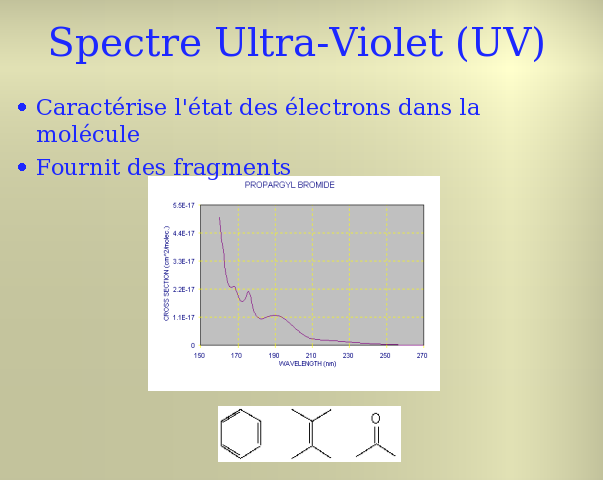 Spectre Ultra-Violet (UV)
• Caractérise l'état des électrons dans la
molécule
• Fournit des fragments
PROPARGYL BROMIDE
CROSS SECTION (cm^2/molec.)
5.5E-17
4.4E-17
3.3E-17
2.2E-17
1.1E-17
0
150 170 190 210 230 250 270
WAVELENGTH (nm)
O